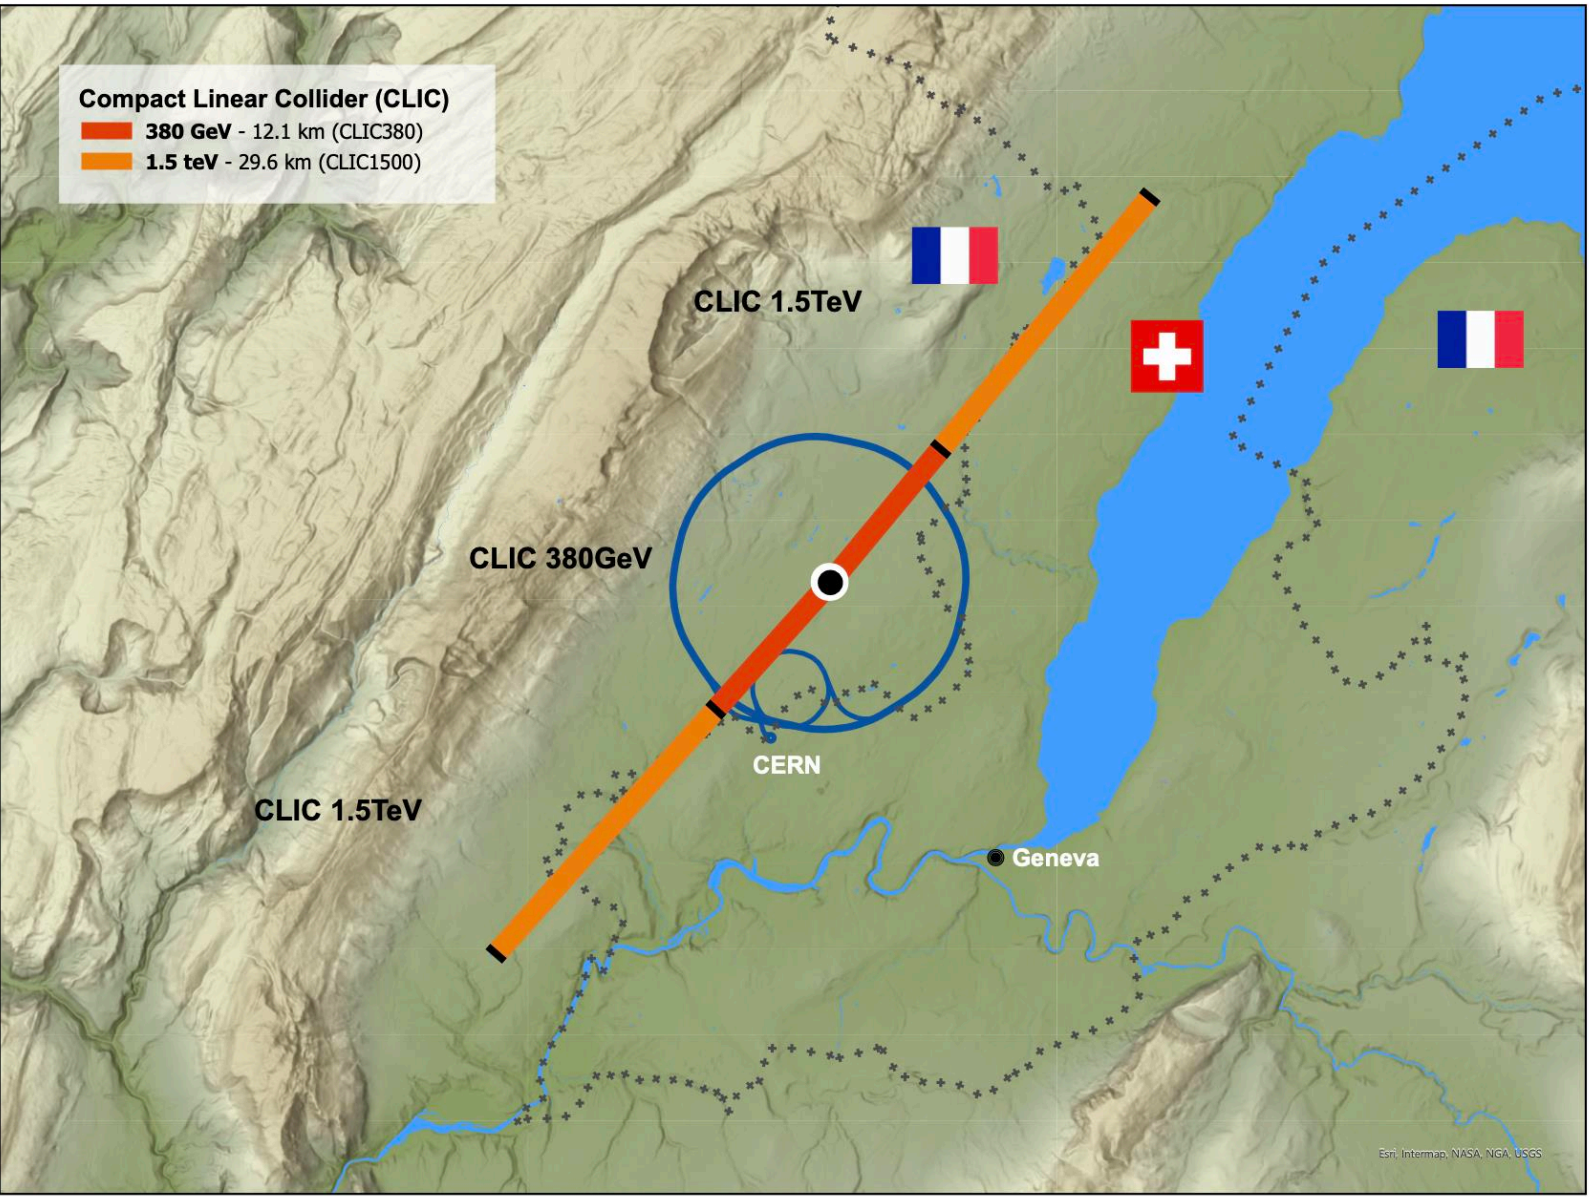 Compact Linear Collider (CLIC)
380 GeV - 12.1 km (CLIC380)
1.5 teV - 29.6 km (CLIC1500)
CLIC 1.5TeV
CLIC 380GeV
CERN
CLIC 1.5TeV
Geneva
Esri, Intermap, NASA, NGA, USGS